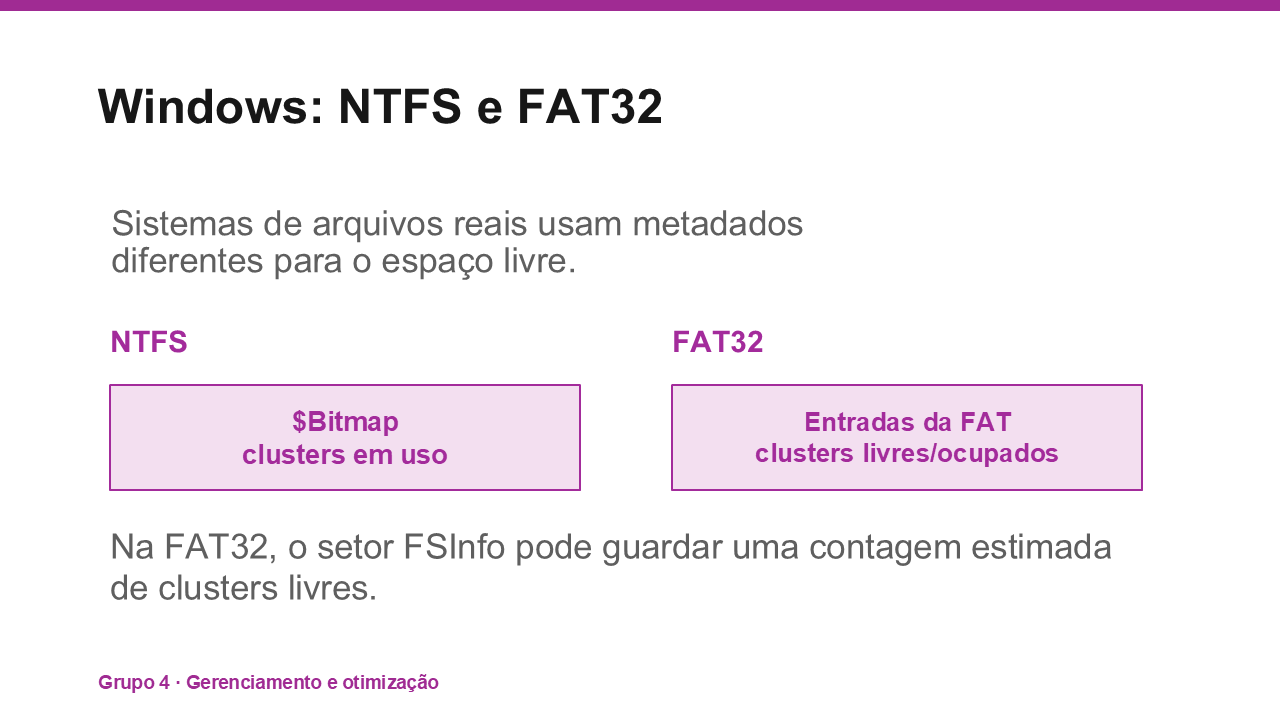 Windows: NTFS e FAT32
Sistemas de arquivos reais usam metadados
diferentes para o espaço livre.
NTFS
$Bitmap
clusters em uso
FAT32
Entradas da FAT
clusters livres/ocupados
Na FAT32, o setor FSInfo pode guardar uma contagem estimada
de clusters livres.
Grupo 4 · Gerenciamento e otimização